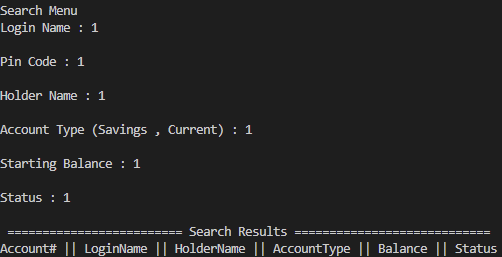 Search Menu
Login Name : 1
Pin Code : 1
Holder Name : 1
Account Type (Savings , Current) : 1
Starting Balance : 1
Status : 1
========================= Search Results ============================
Account# || LoginName || HolderName || AccountType || Balance || Status